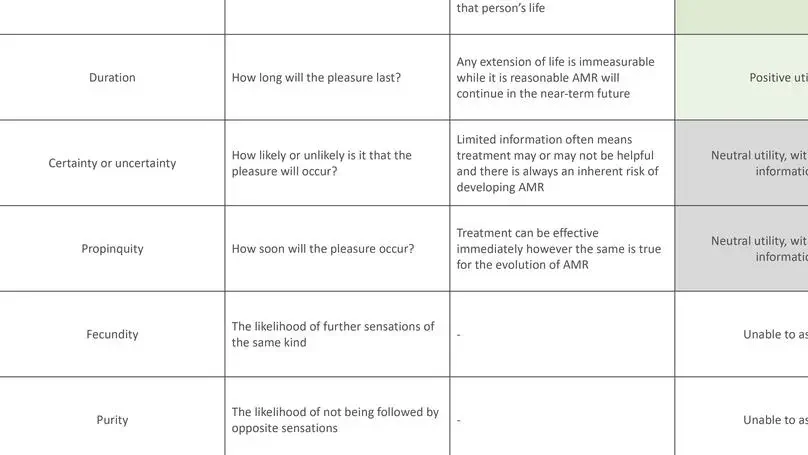 that person's life
Duration
How long will the pleasure last?
Any extension of life is immeasurable
while it is reasonable AMR will
continue in the near-term future
Positive uti
Certainty or uncertainty
How likely or unlikely is it that the
pleasure will occur?
Limited information often means
treatment may or may not be helpful
and there is always an inherent risk of
developing AMR
Neutral utility, wit
informatio
Propinquity
How soon will the pleasure occur?
Treatment can be effective
immediately however the same is true
for the evolution of AMR
Neutral utility, wit
informatio
Fecundity
The likelihood of further sensations of
the same kind
-
Unable to as
Purity
The likelihood of not being followed by
opposite sensations
-
Unable to as